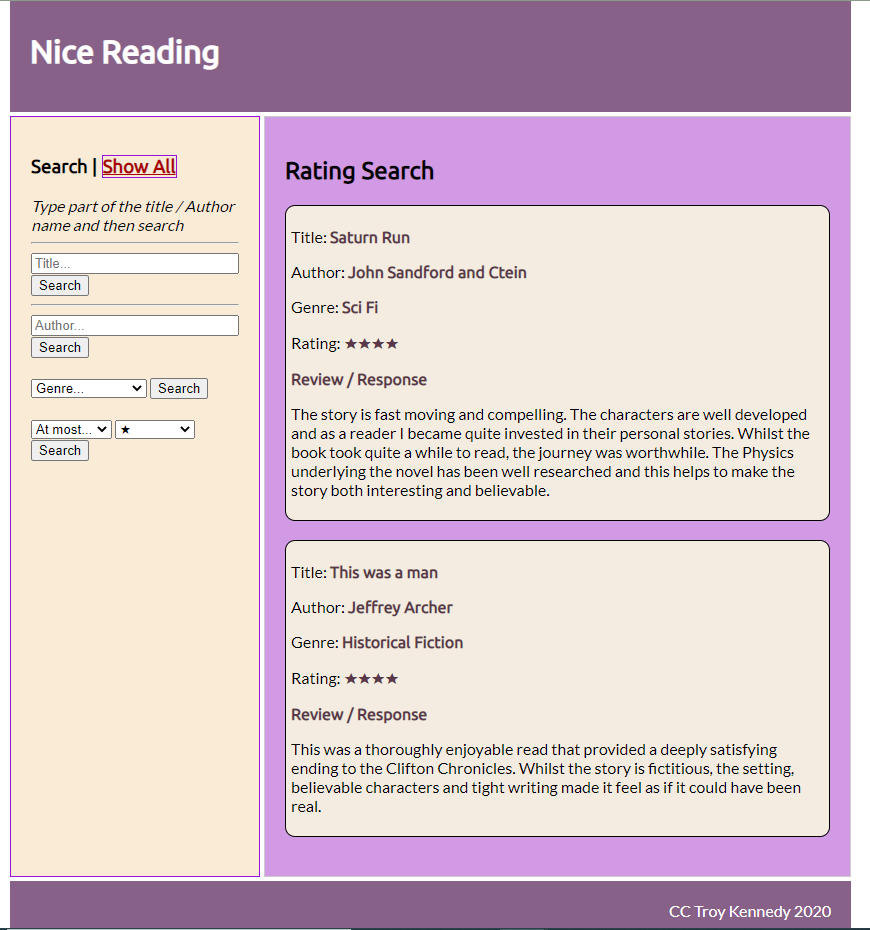 Nice Reading
Search | Show All
Type part of the title / Author
name and then search
Title...
Search
Author...
Search
Genre... Search
At most... ★
Search
Rating Search
Title: Saturn Run
Author: John Sandford and Ctein
Genre: Sci Fi
Rating: ★★★★
Review / Response
The story is fast moving and compelling. The characters are well developed
and as a reader I became quite invested in their personal stories. Whilst the
book took quite a while to read, the journey was worthwhile. The Physics
underlying the novel has been well researched and this helps to make the
story both interesting and believable.
Title: This was a man
Author: Jeffrey Archer
Genre: Historical Fiction
Rating: ★★★★
Review / Response
This was a thoroughly enjoyable read that provided a deeply satisfying
ending to the Clifton Chronicles. Whilst the story is fictitious, the setting,
believable characters and tight writing made it feel as if it could have been
real.
CC Troy Kennedy 2020